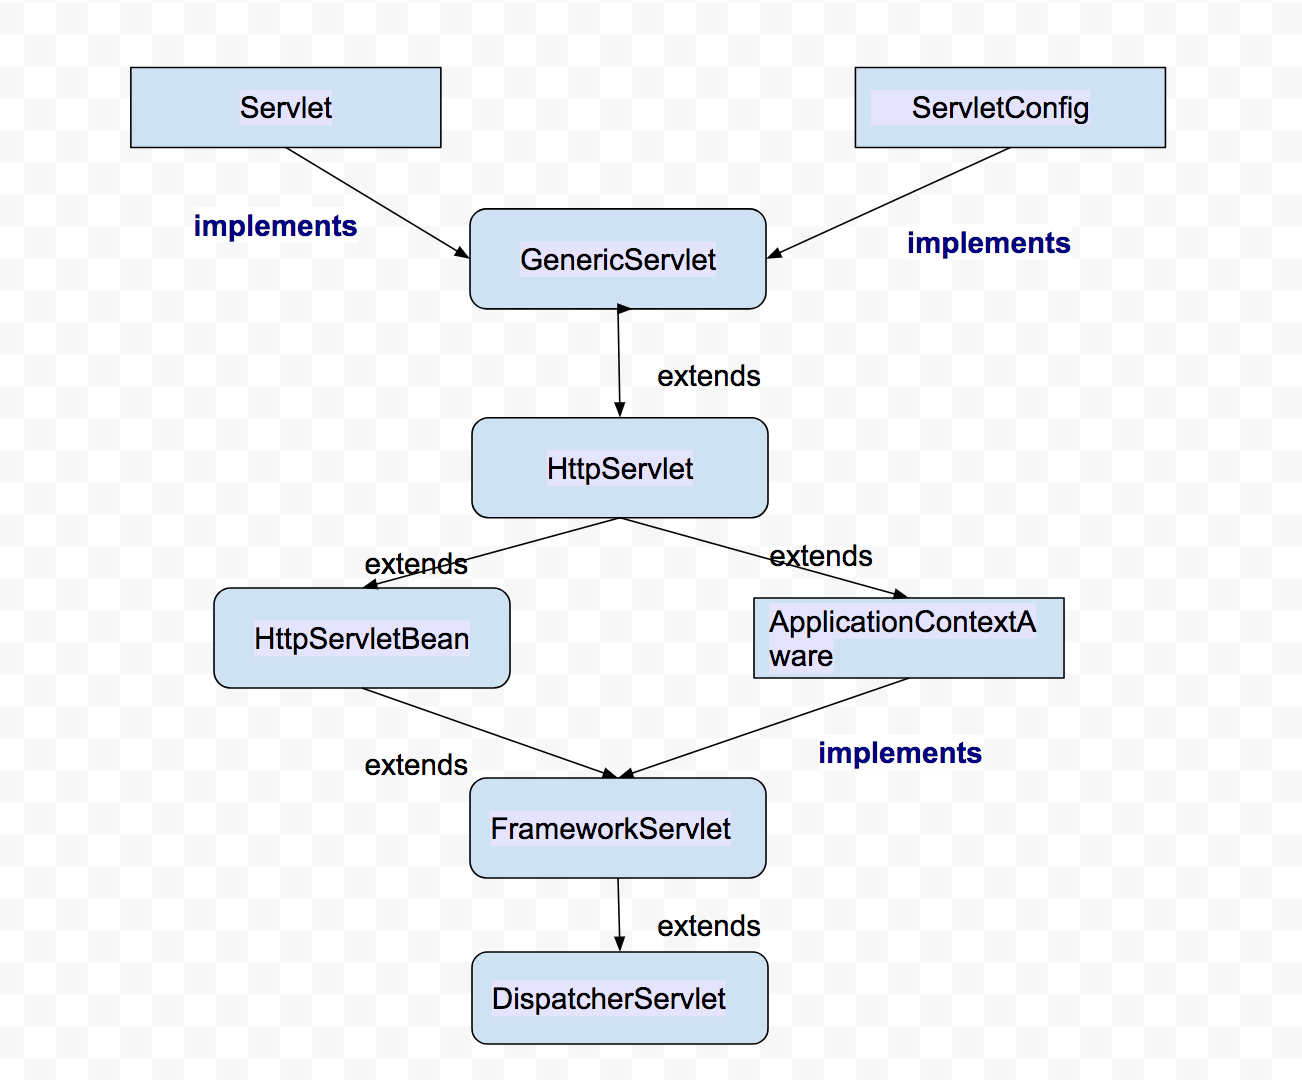 Servlet
ServletConfig
implements
implements
GenericServlet
extends
HttpServlet
extends
extends
HttpServletBean
ApplicationContextA
ware
extends
implements
FrameworkServlet
extends
DispatcherServlet